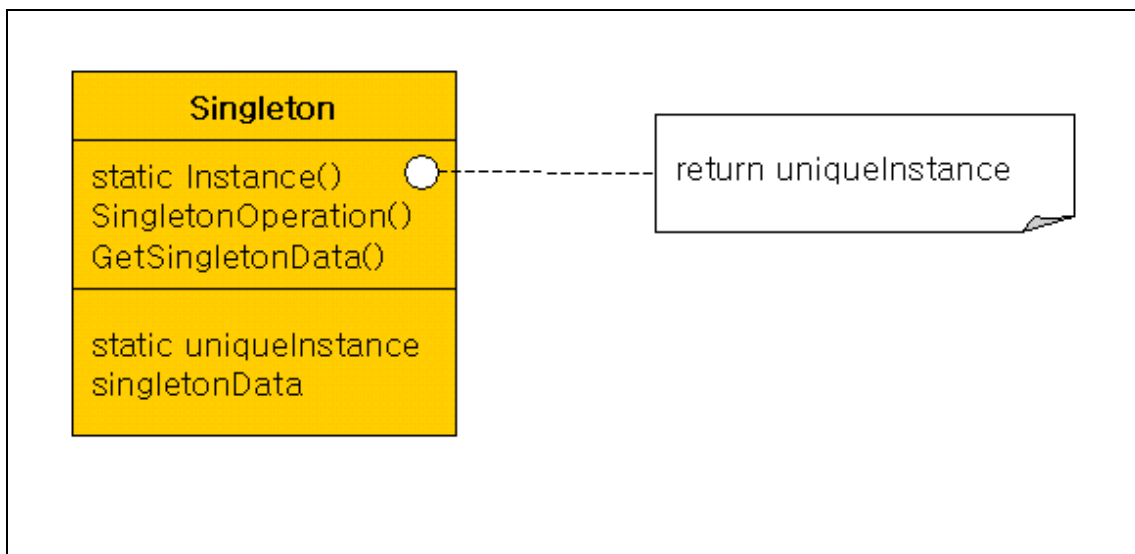 Singleton
static Instance()
SingletonOperation()
GetSingletonData()
static uniqueInstance
singletonData
return uniqueInstance